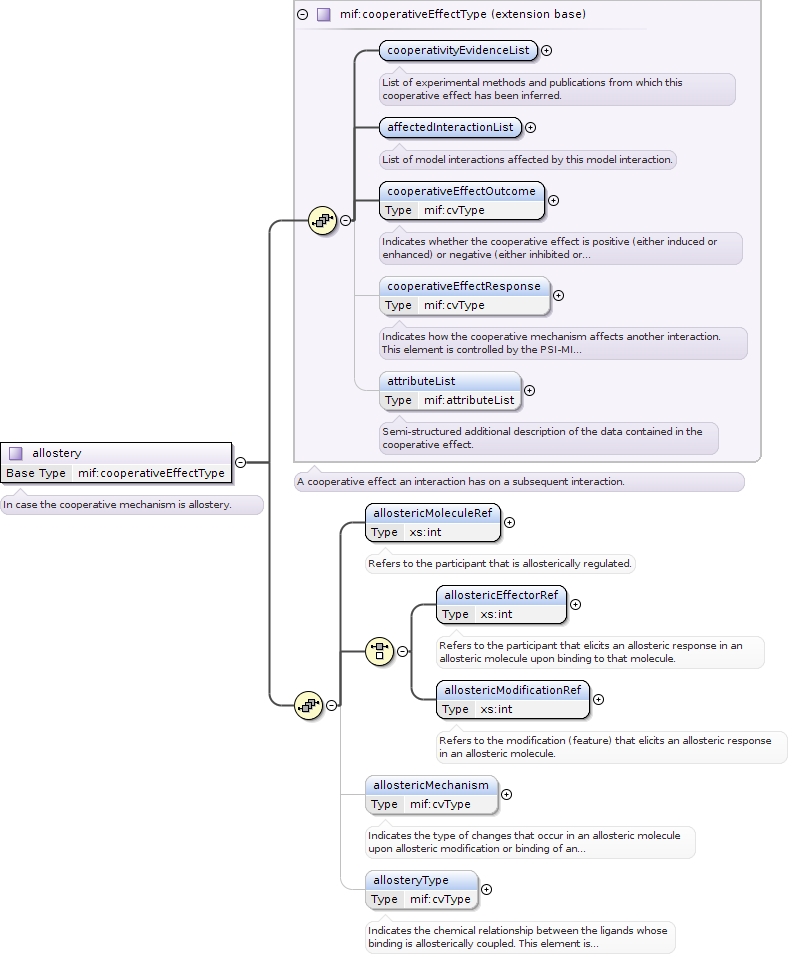 mif:cooperativeEffectType (extension base)
cooperativityEvidenceList
List of experimental methods and publications from which this
cooperative effect has been inferred.
affectedInteractionList
List of model interactions affected by this model interaction.
cooperativeEffectOutcome
Type mif:cvType
Indicates whether the cooperative effect is positive (either induced or
enhanced) or negative (either inhibited or...
cooperativeEffectResponse
Type mif:cvType
Indicates how the cooperative mechanism affects another interaction.
This element is controlled by the PSI-MI...
attributeList
Type mif:attributeList
Semi-structured additional description of the data contained in the
cooperative effect.
A cooperative effect an interaction has on a subsequent interaction.
allostery
Base Type mif:cooperativeEffectType
In case the cooperative mechanism is allostery.
allostericMoleculeRef
Type xs:int
Refers to the participant that is allosterically regulated.
allostericEffectorRef
Type xs:int
Refers to the participant that elicits an allosteric response in an
allosteric molecule upon binding to that molecule.
allostericModificationRef
Type xs:int
Refers to the modification (feature) that elicits an allosteric response
in an allosteric molecule.
allostericMechanism
Type mif:cvType
Indicates the type of changes that occur in an allosteric molecule
upon allosteric modification or binding of an...
allosteryType
Type mif:cvType
Indicates the chemical relationship between the ligands whose
binding is allosterically coupled. This element is...